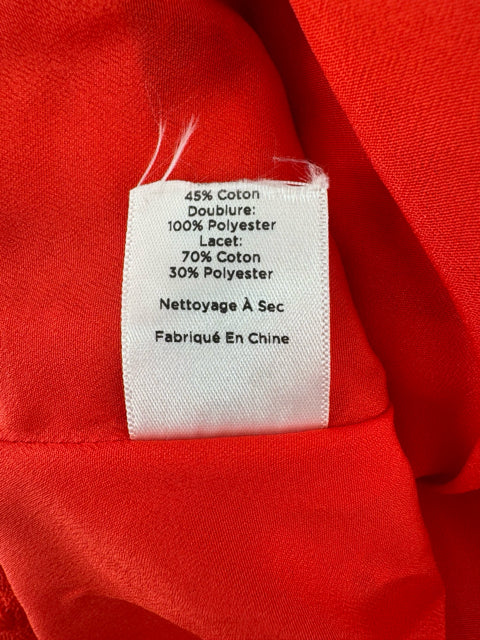 45% Coton
Doublure:
100% Polyester
Lacet:
70% Coton
30% Polyester
Nettoyage À Sec
Fabriqué En Chine